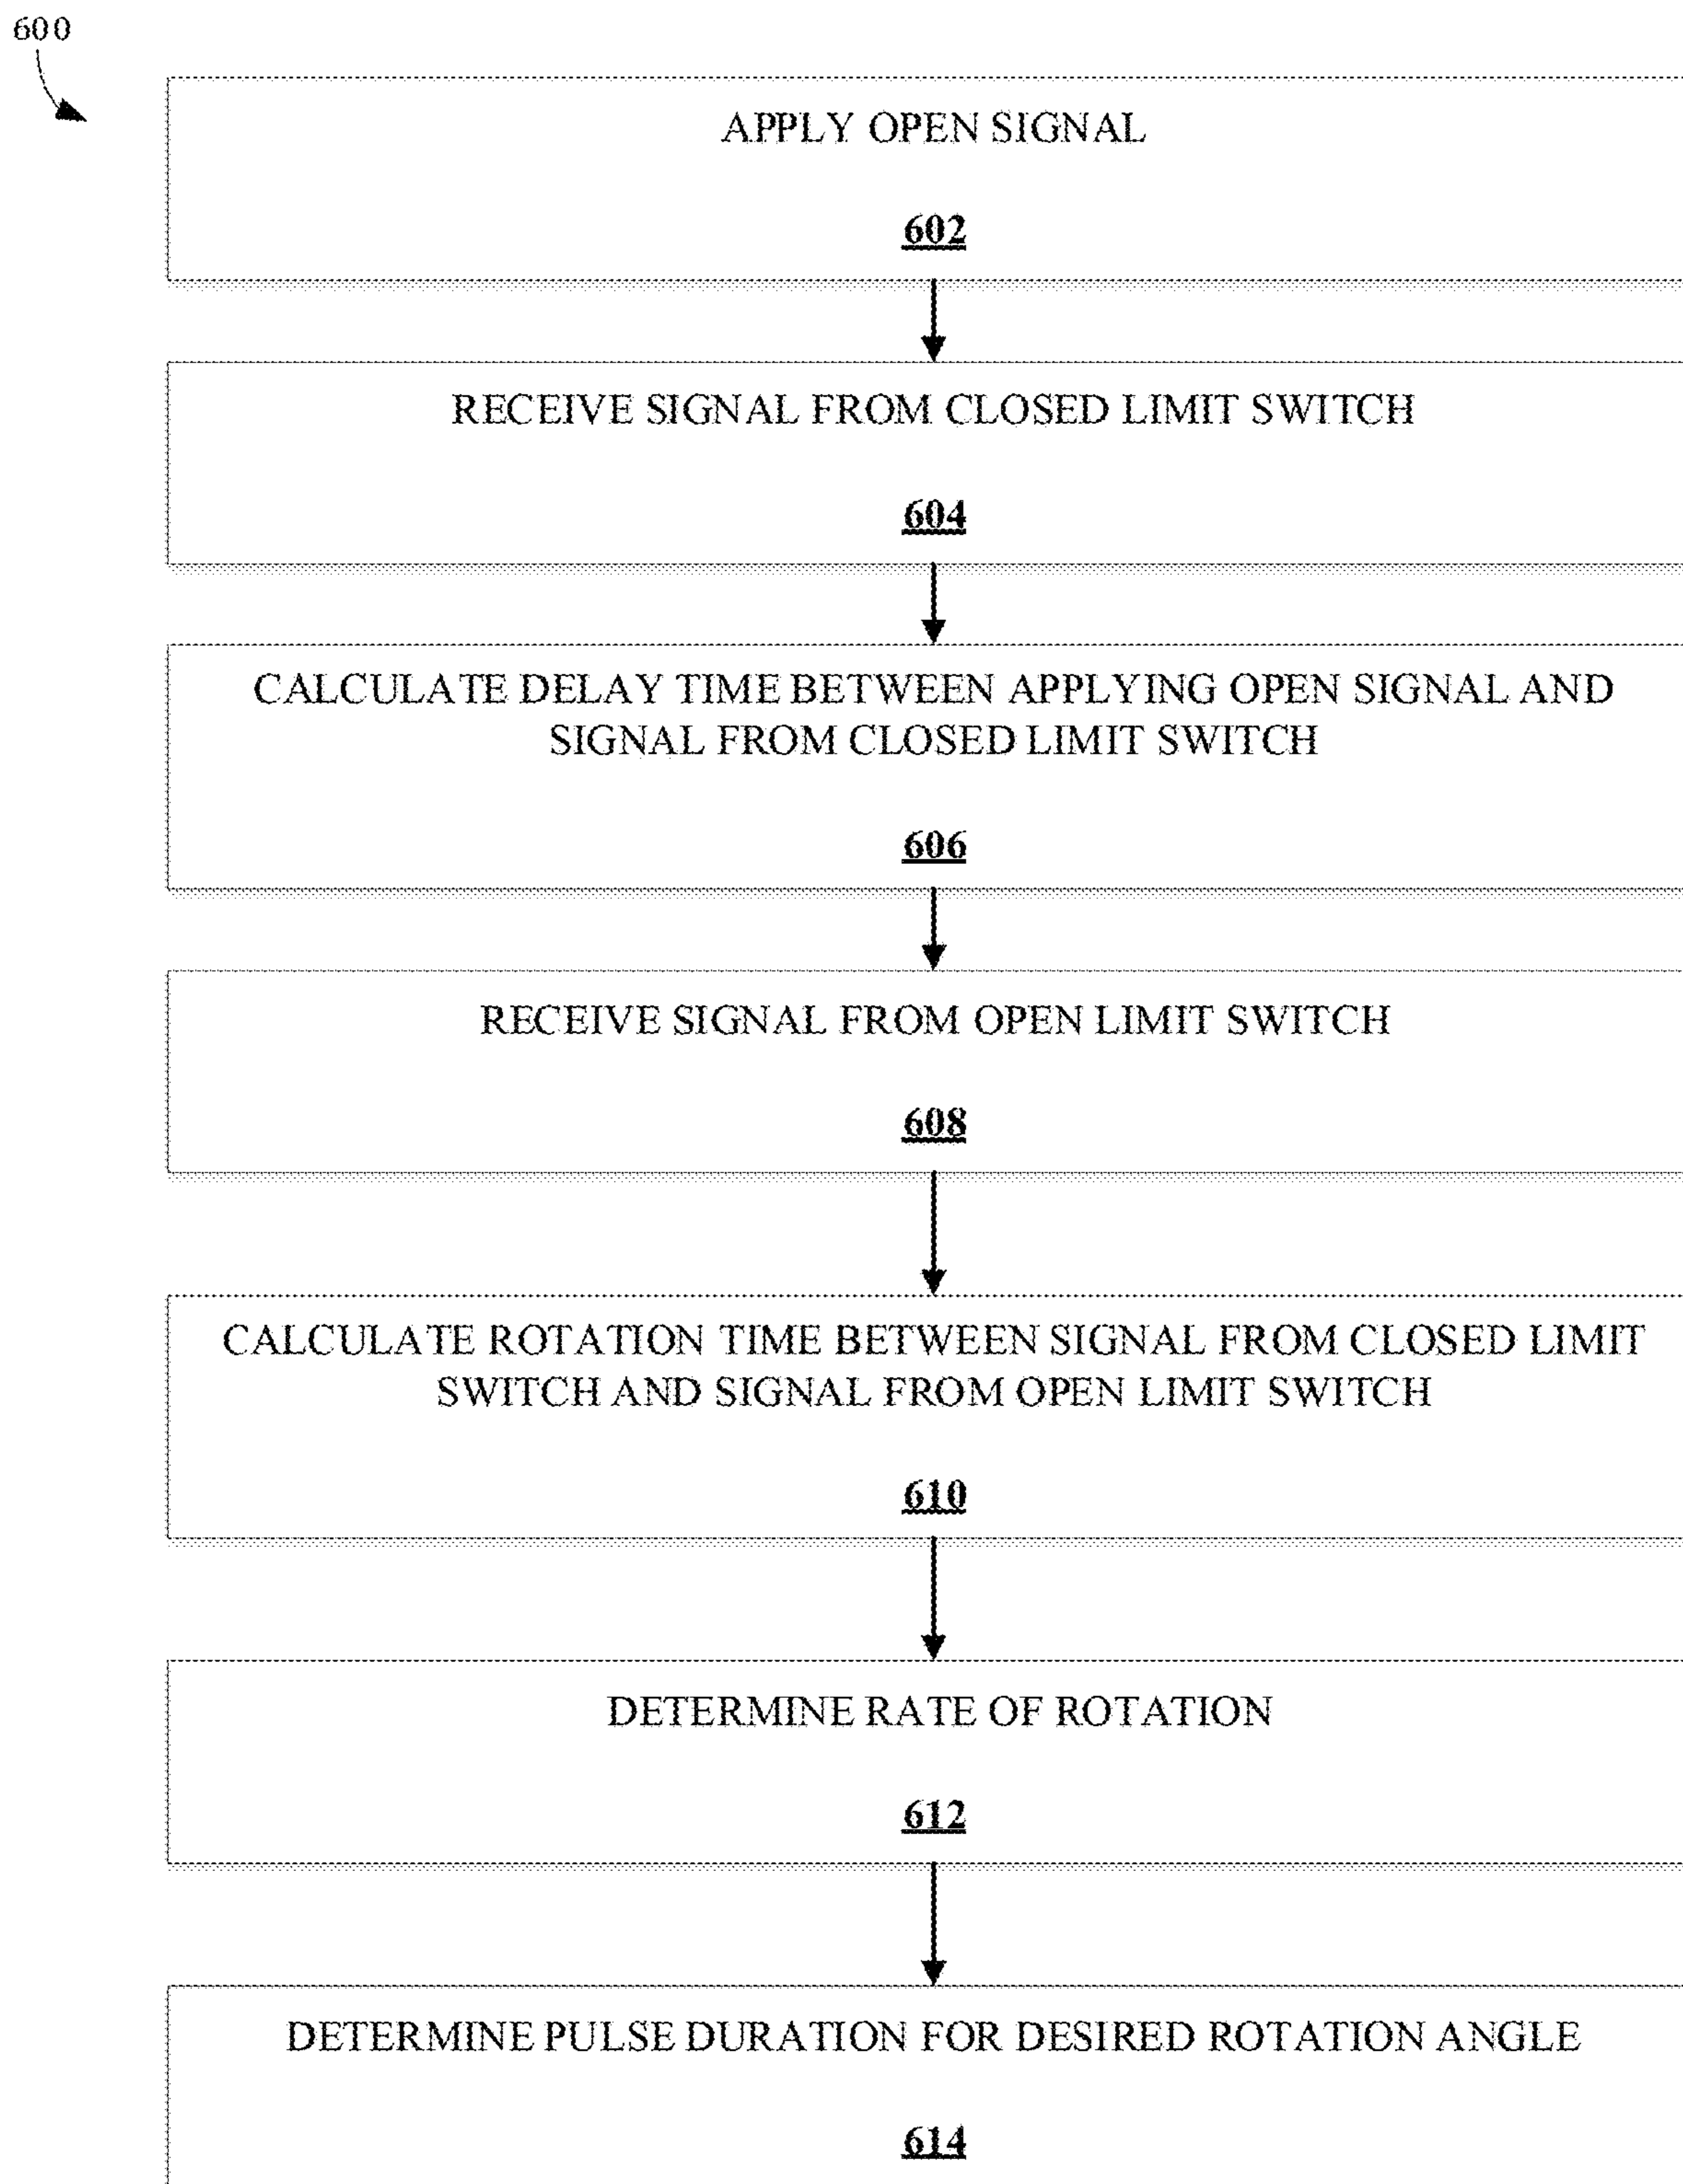 600
APPLY OPEN SIGNAL
602
RECEIVE SIGNAL FROM CLOSED LIMIT SWITCH
604
CALCULATE DELAY TIME BETWEEN APPLYING OPEN SIGNAL AND
SIGNAL FROM CLOSED LIMIT SWITCH
606
RECEIVE SIGNAL FROM OPEN LIMIT SWITCH
608
CALCULATE ROTATION TIME BETWEEN SIGNAL FROM CLOSED LIMIT
SWITCH AND SIGNAL FROM OPEN LIMIT SWITCH
610
DETERMINE RATE OF ROTATION
612
DETERMINE PULSE DURATION FOR DESIRED ROTATION ANGLE
614